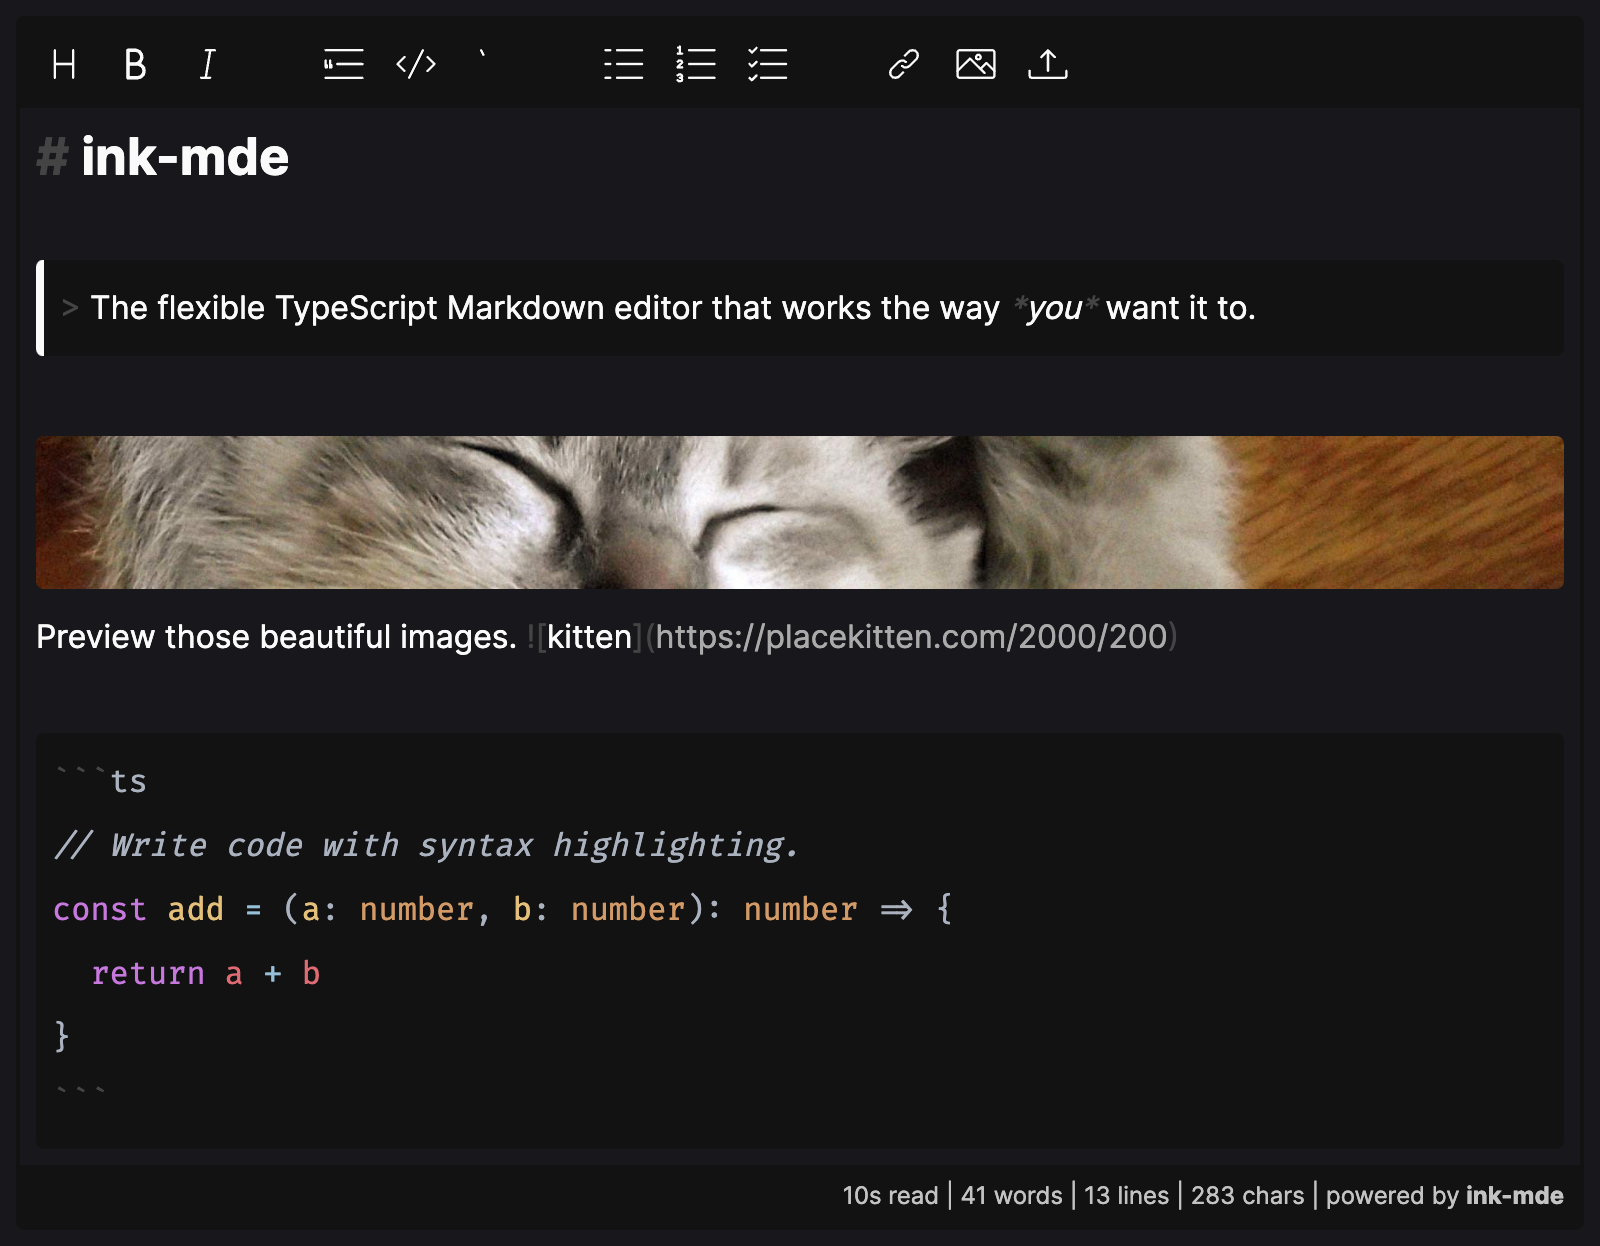 H B I </> `
# ink-mde
> The flexible TypeScript Markdown editor that works the way *you* want it to.
Preview those beautiful images. ![kitten](https://placekitten.com/2000/200)
```ts
// Write code with syntax highlighting.
const add = (a: number, b: number): number => {
  return a + b
}
```
10s read | 41 words | 13 lines | 283 chars | powered by ink-mde